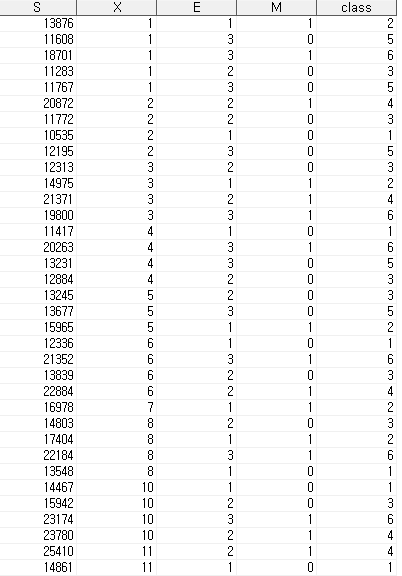 S X E M class
13876 1 1 1 2
11608 1 3 0 5
18701 1 3 1 6
11283 1 2 0 3
11767 1 3 0 5
20872 2 2 1 4
11772 2 2 0 3
10535 2 1 0 1
12195 2 3 0 5
12313 3 2 0 3
14975 3 1 1 2
21371 3 2 1 4
19800 3 3 1 6
11417 4 1 0 1
20263 4 3 1 6
13231 4 3 0 5
12884 4 2 0 3
13245 5 2 0 3
13677 5 3 0 5
15965 5 1 1 2
12336 6 1 0 1
21352 6 3 1 6
13839 6 2 0 3
22884 6 2 1 4
16978 7 1 1 2
14803 8 2 0 3
17404 8 1 1 2
22184 8 3 1 6
13548 8 1 0 1
14467 10 1 0 1
15942 10 2 0 3
23174 10 3 1 6
23780 10 2 1 4
25410 11 2 1 4
14861 11 1 0 1